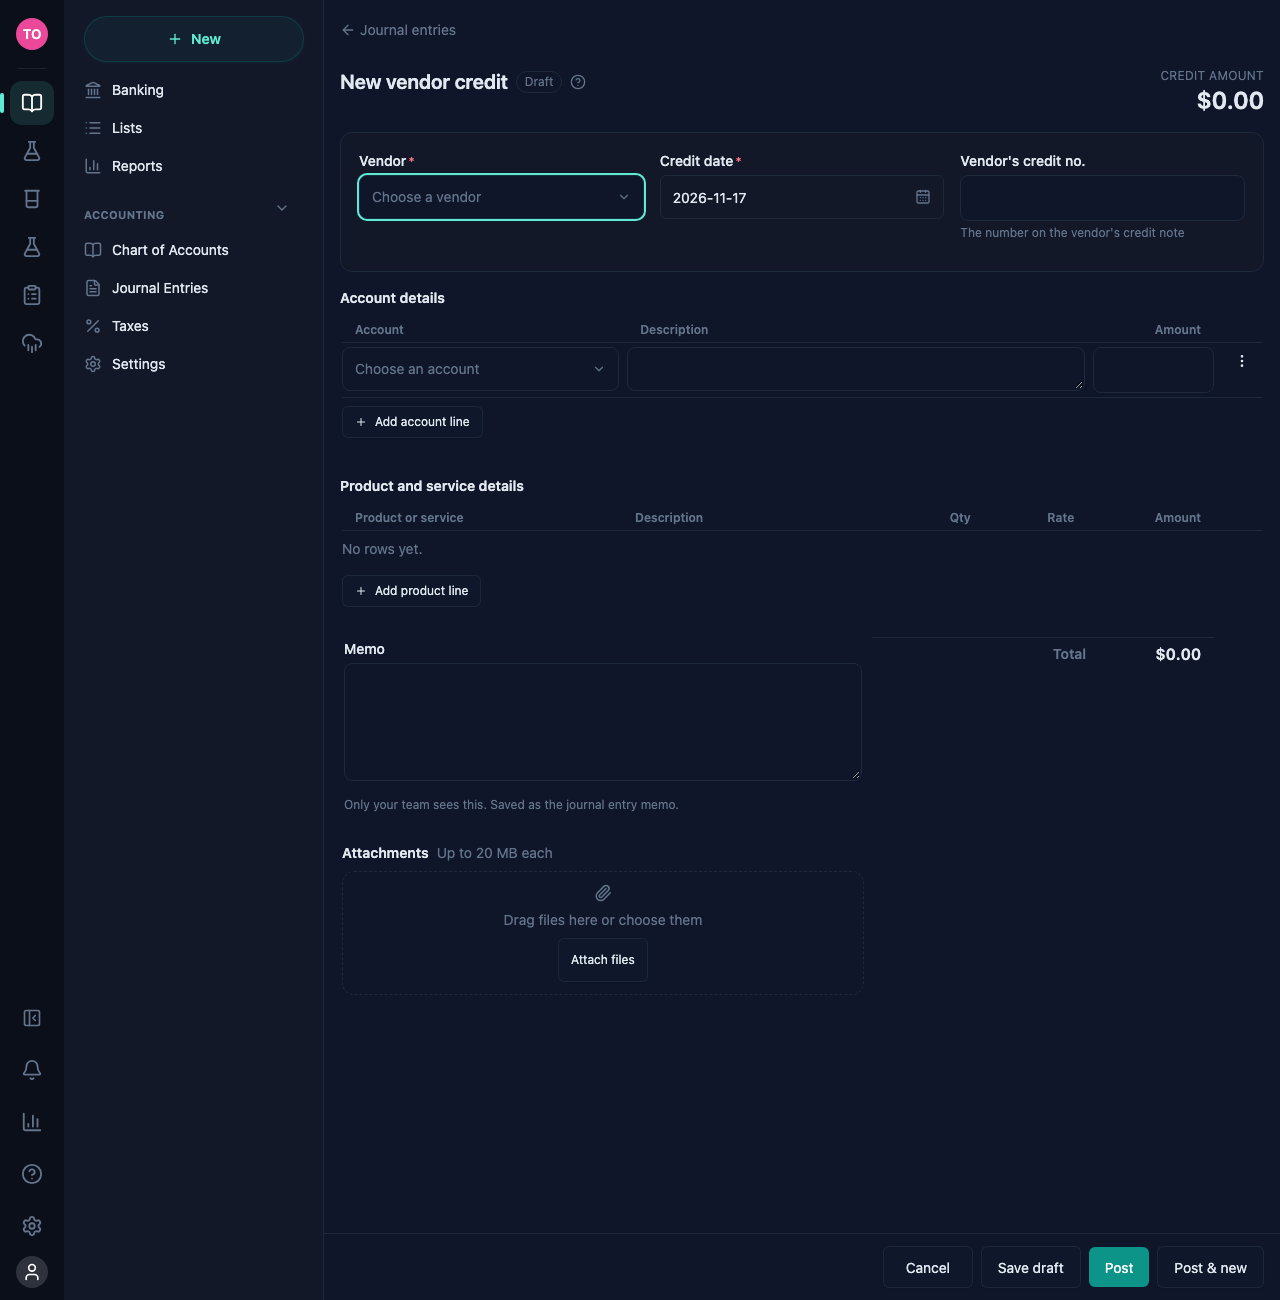 TO
New
Banking
Lists
Reports
ACCOUNTING
Chart of Accounts
Journal Entries
Taxes
Settings
Journal entries
New vendor credit Draft
CREDIT AMOUNT
$0.00
Vendor* Credit date* Vendor's credit no.
Choose a vendor 2026-11-17
The number on the vendor's credit note
Account details
Account Description Amount
Choose an account
Add account line
Product and service details
Product or service Description Qty Rate Amount
No rows yet.
Add product line
Memo
Total $0.00
Only your team sees this. Saved as the journal entry memo.
Attachments Up to 20 MB each
Drag files here or choose them
Attach files
Cancel Save draft Post Post & new